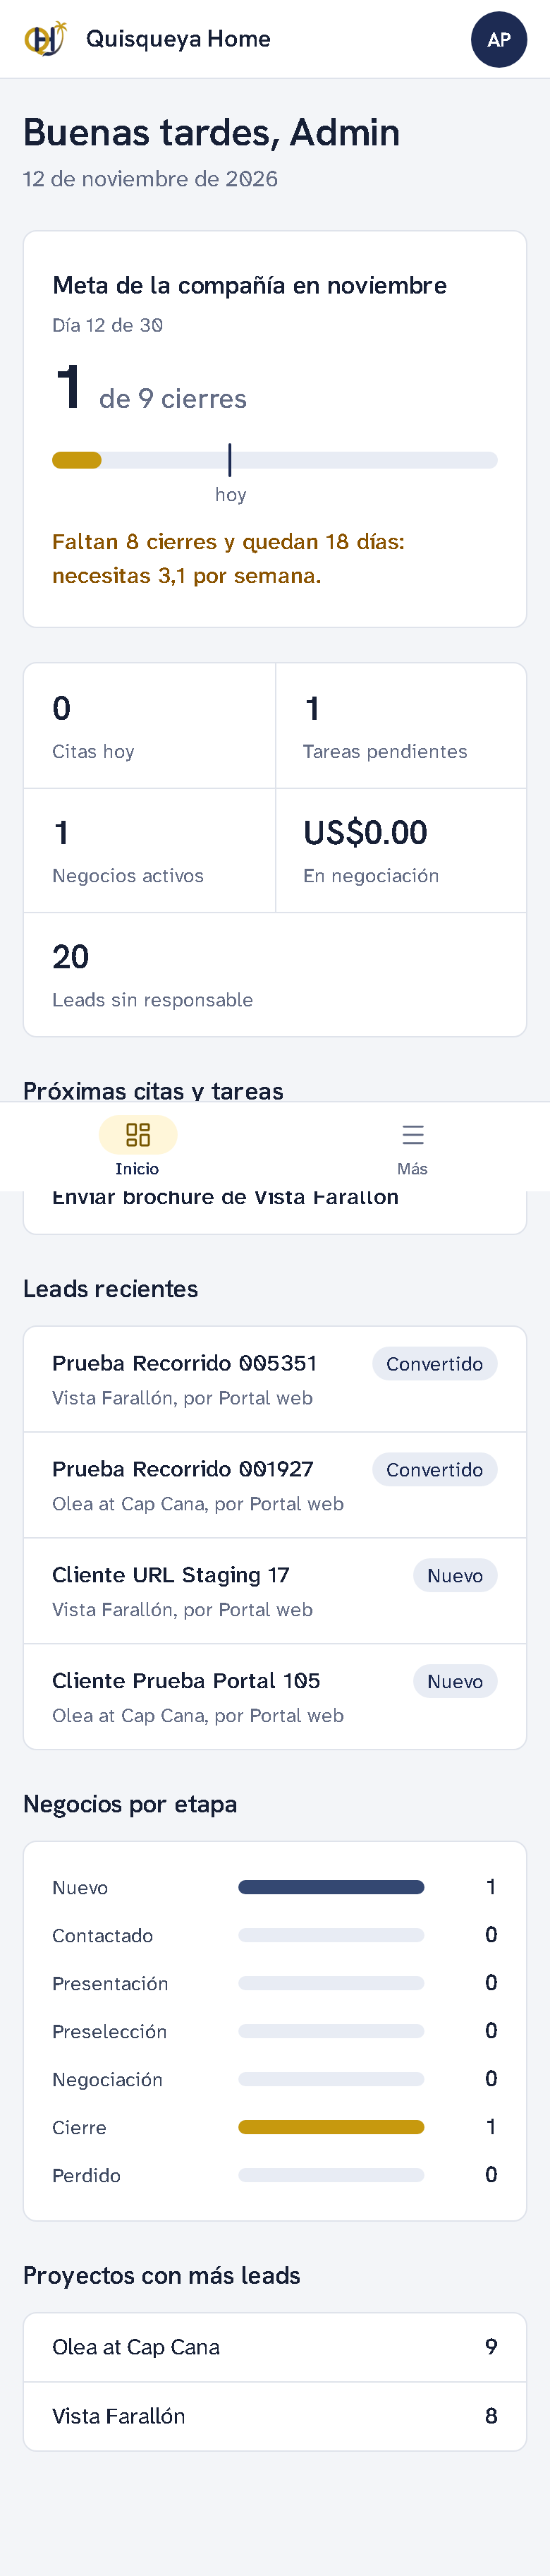 Quisqueya Home
AP
Buenas tardes, Admin
12 de noviembre de 2026
Meta de la compañía en noviembre
Día 12 de 30
1 de 9 cierres
hoy
Faltan 8 cierres y quedan 18 días:
necesitas 3,1 por semana.
0
Citas hoy
1
Tareas pendientes
1
Negocios activos
US$0.00
En negociación
20
Leads sin responsable
Próximas citas y tareas
Inicio
Más
Enviar brochure de Vista Farallón
Leads recientes
Prueba Recorrido 005351
Convertido
Vista Farallón, por Portal web
Prueba Recorrido 001927
Convertido
Olea at Cap Cana, por Portal web
Cliente URL Staging 17
Nuevo
Vista Farallón, por Portal web
Cliente Prueba Portal 105
Nuevo
Olea at Cap Cana, por Portal web
Negocios por etapa
Nuevo 1
Contactado 0
Presentación 0
Preselección 0
Negociación 0
Cierre 1
Perdido 0
Proyectos con más leads
Olea at Cap Cana 9
Vista Farallón 8